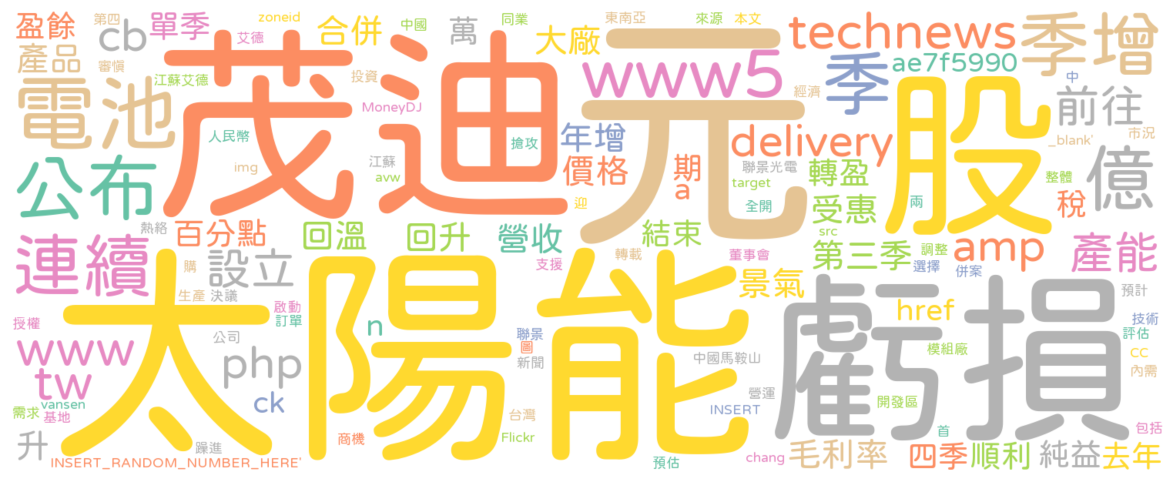 盈餘
第四
單季
zoneid
艾德
合併
中國
萬
同業
大廠
東南亞
來源
本文
technews
季增
cb
產品
審慎
江蘇艾德
茂迪
投資
MoneyDJ
元
www5
季
ae7f5990
中
經濟
前往
_blank'
電池
人民幣
搶攻
年增
delivery
股
市況
億
img
江蘇
avw
價格
期
a
聯景光電
target
轉盈
整體
公布
迎
全開
受惠
兩
稅
熱絡
百分點
回溫
回升
營收
結束
董事會
src
第三季
調整
amp
產能
連續
購
設立
支援
轉載
景氣
選擇
併案
生產
決議
啟動
訂單
太陽能
虧損
預計
授權
n
聯景
href
技術
www
公司
圖
新聞
中國馬鞍山
模組廠
評估
CC
tw
php
內需
需求
vansen
基地
ck
營運
INSERT
開發區
台灣
首
包括
升
躁進
商機
Flickr
INSERT_RANDOM_NUMBER_HERE'
預估
chang
毛利率
四季
順利
純益
去年